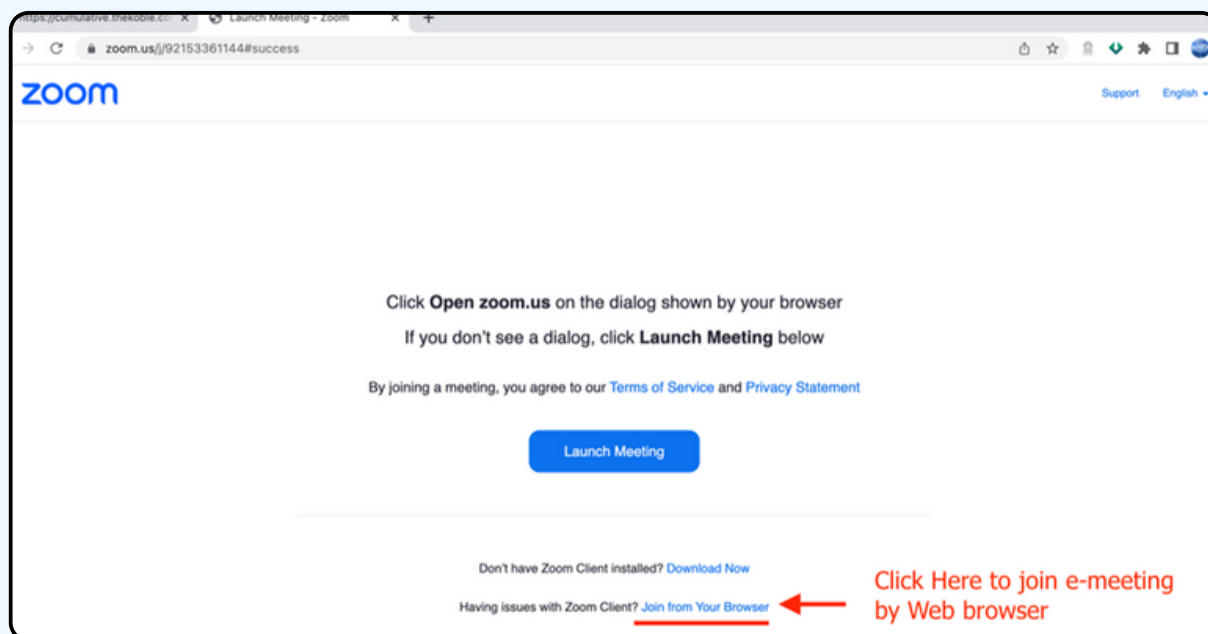 https://cumulative.thekoble.co
Launch Meeting - Zoom
zoom.us/j/92153361144#success
zoom
Support English
Click Open zoom.us on the dialog shown by your browser
If you don't see a dialog, click Launch Meeting below
By joining a meeting, you agree to our Terms of Service and Privacy Statement
Launch Meeting
Don't have Zoom Client installed? Download Now
Having issues with Zoom Client? Join from Your Browser
Click Here to join e-meeting
by Web browser